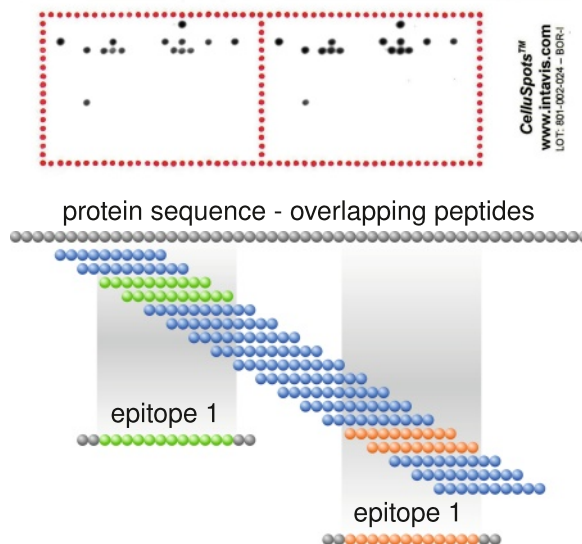 CelluSpots™
www.intavis.com
LOT: 801-002-024 – BOR-I
protein sequence - overlapping peptides
epitope 1
epitope 1